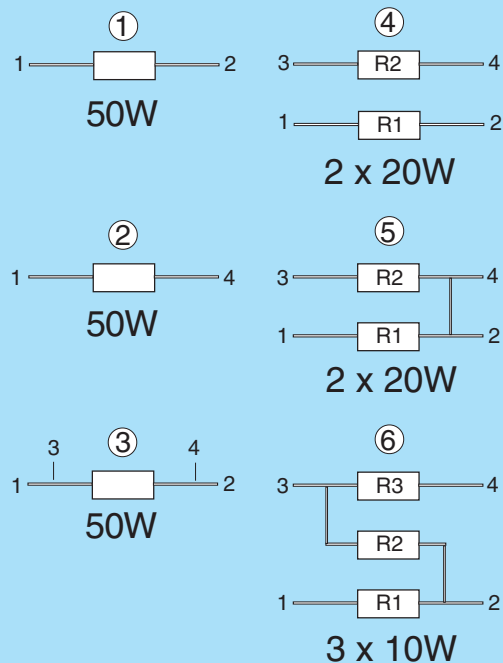 ①
1 2
50W
②
1 4
50W
③
3 4
1 2
50W
④
3 R2 4
1 R1 2
2 x 20W
⑤
3 R2 4
1 R1 2
2 x 20W
⑥
3 R3 4
R2
1 R1 2
3 x 10W